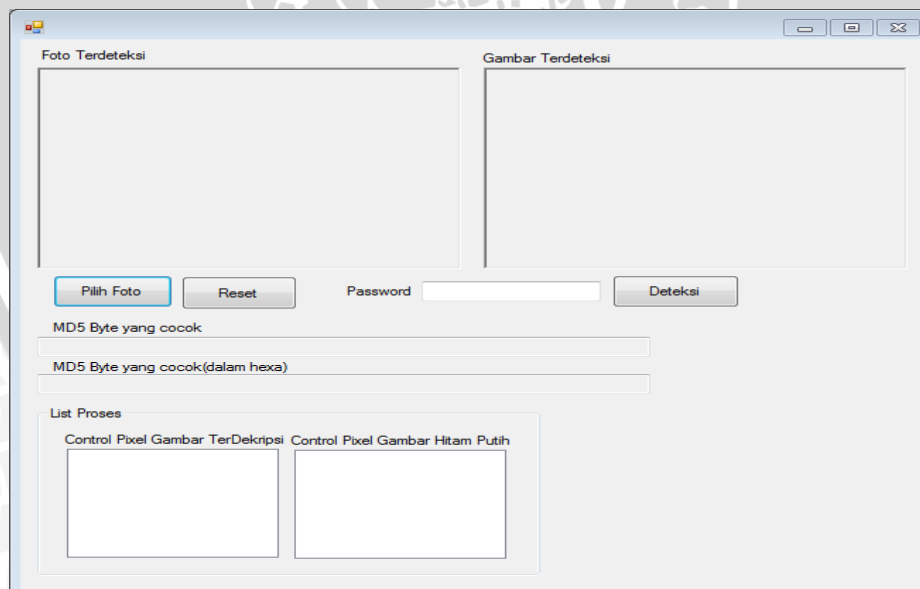 Foto Terdeteksi
Gambar Terdeteksi
Pilih Foto
Reset
Password
Deteksi
MD5 Byte yang cocok
MD5 Byte yang cocok(dalam hexa)
List Proses
Control Pixel Gambar TerDekripsi
Control Pixel Gambar Hitam Putih